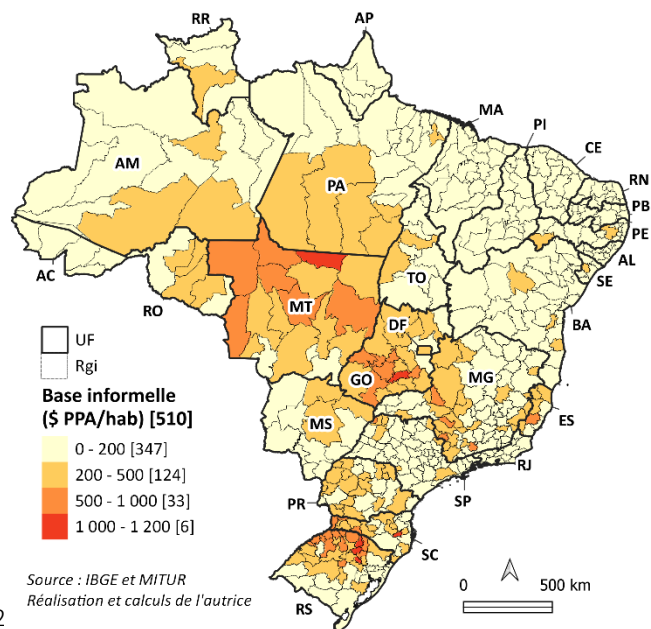 RR
AP
MA
PI
CE
RN
PB
PE
AL
SE
BA
AM
PA
AC
RO
MT
TO
DF
GO
MG
ES
MS
RJ
SP
PR
SC
RS
UF
Rgi
Base informelle
($ PPA/hab) [510]
0 - 200 [347]
200 - 500 [124]
500 - 1 000 [33]
1 000 - 1 200 [6]
Source : IBGE et MITUR
Réalisation et calculs de l'autrice
0 500 km
2